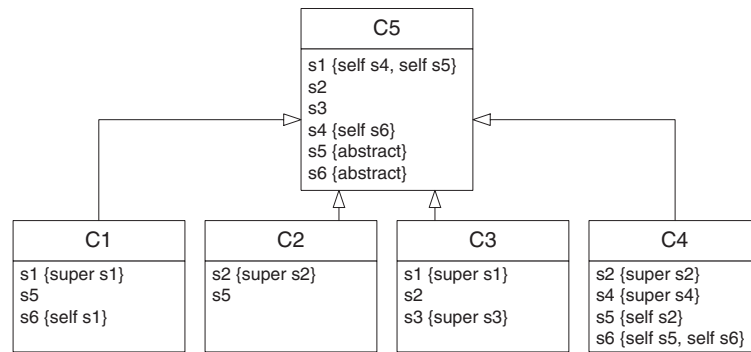 C5
s1 {self s4, self s5}
s2
s3
s4 {self s6}
s5 {abstract}
s6 {abstract}
C1
s1 {super s1}
s5
s6 {self s1}
C2
s2 {super s2}
s5
C3
s1 {super s1}
s2
s3 {super s3}
C4
s2 {super s2}
s4 {super s4}
s5 {self s2}
s6 {self s5, self s6}